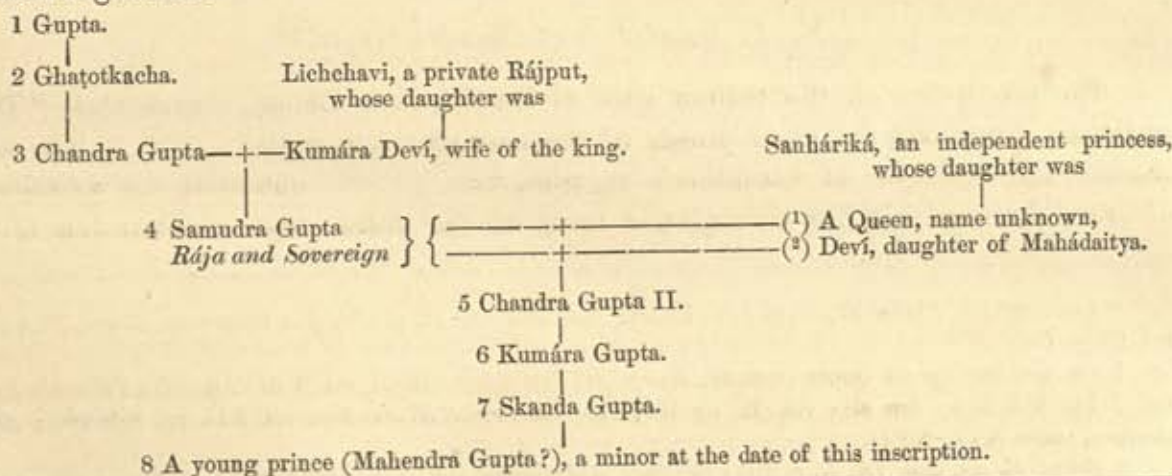 1 Gupta.
2 Ghaṭotkacha.
Lichchavi, a private Rájput,
whose daughter was
3 Chandra Gupta—+—Kumára Deví, wife of the king.
Sanháriká, an independent princess,
whose daughter was
4 Samudra Gupta
Rája and Sovereign
(1) A Queen, name unknown,
(2) Deví, daughter of Mahádaitya.
5 Chandra Gupta II.
6 Kumára Gupta.
7 Skanda Gupta.
8 A young prince (Mahendra Gupta?), a minor at the date of this inscription.